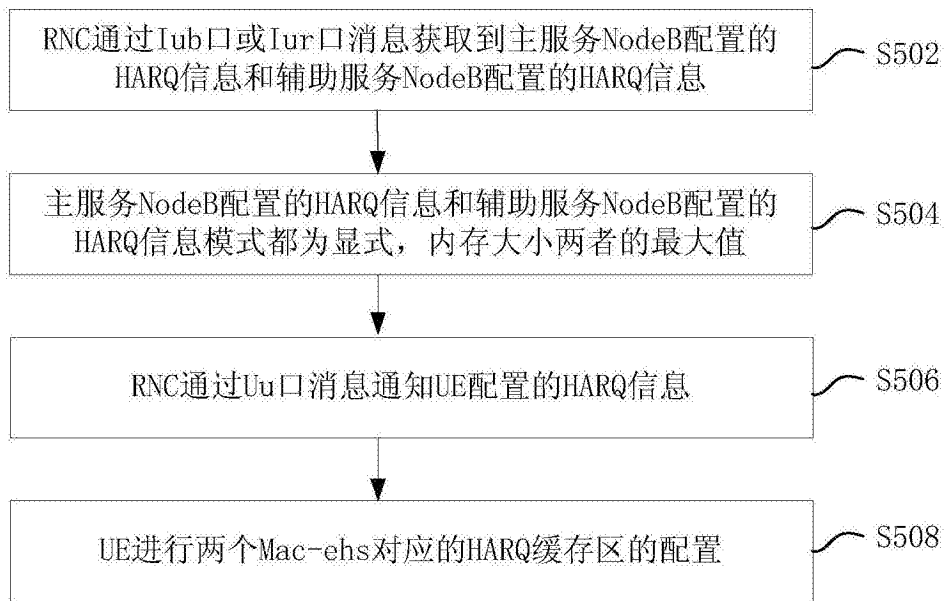 RNC通过Iub口或Iur口消息获取到主服务NodeB配置的
HARQ信息和辅助服务NodeB配置的HARQ信息
S502
主服务NodeB配置的HARQ信息和辅助服务NodeB配置的
HARQ信息模式都为显式，内存大小两者的最大值
S504
RNC通过Uu口消息通知UE配置的HARQ信息
S506
UE进行两个Mac-ehs对应的HARQ缓存区的配置
S508